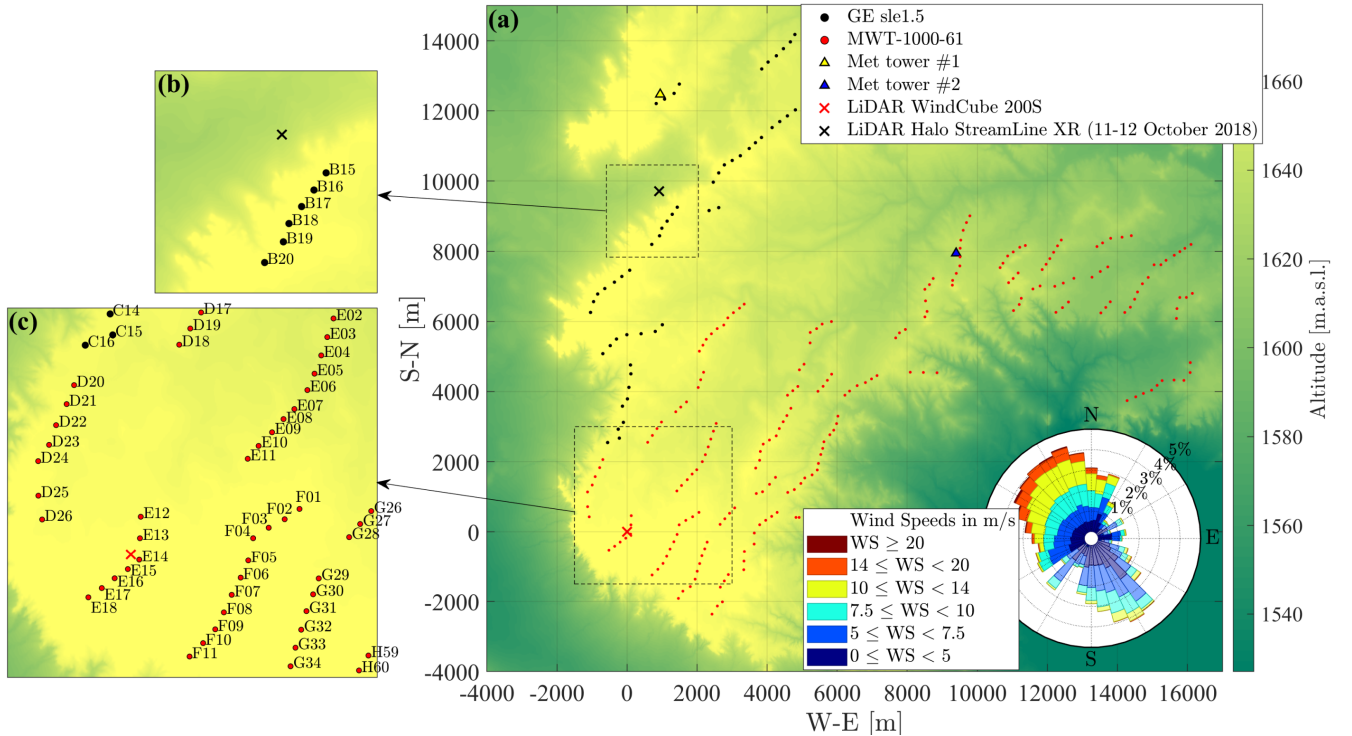 (a)
14000
12000
10000
8000
6000
4000
2000
0
-2000
-4000
S-N [m]
-4000 -2000 0 2000 4000 6000 8000 10000 12000 14000 16000
W-E [m]
GE sle1.5
MWT-1000-61
Met tower #1
Met tower #2
LiDAR WindCube 200S
LiDAR Halo StreamLine XR (11-12 October 2018)
1660
1640
1620
1600
1580
1560
1540
Altitude [m.a.s.l.]
N
E
S
5%
4%
3%
2%
1%
Wind Speeds in m/s
WS ≥ 20
14 ≤ WS < 20
10 ≤ WS < 14
7.5 ≤ WS < 10
5 ≤ WS < 7.5
0 ≤ WS < 5
(b)
B15
B16
B17
B18
B19
B20
(c)
C14
C15
C16
D17
D19
D18
D20
D21
D22
D23
D24
D25
D26
E02
E03
E04
E05
E06
E07
E08
E09
E10
E11
E12
E13
E14
E15
E16
E17
E18
F01
F02
F03
F04
F05
F06
F07
F08
F09
F10
F11
G26
G27
G28
G29
G30
G31
G32
G33
G34
H59
H60